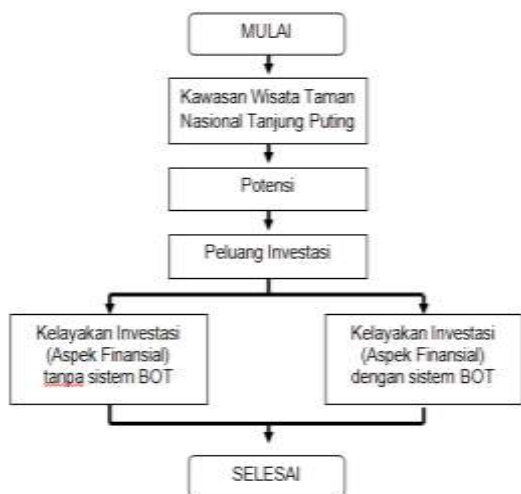 MULAI
Kawasan Wisata Taman
Nasional Tanjung Puting
Potensi
Peluang Investasi
Kelayakan Investasi
(Aspek Finansial)
tanpa sistem BOT
Kelayakan Investasi
(Aspek Finansial)
dengan sistem BOT
SELESAI